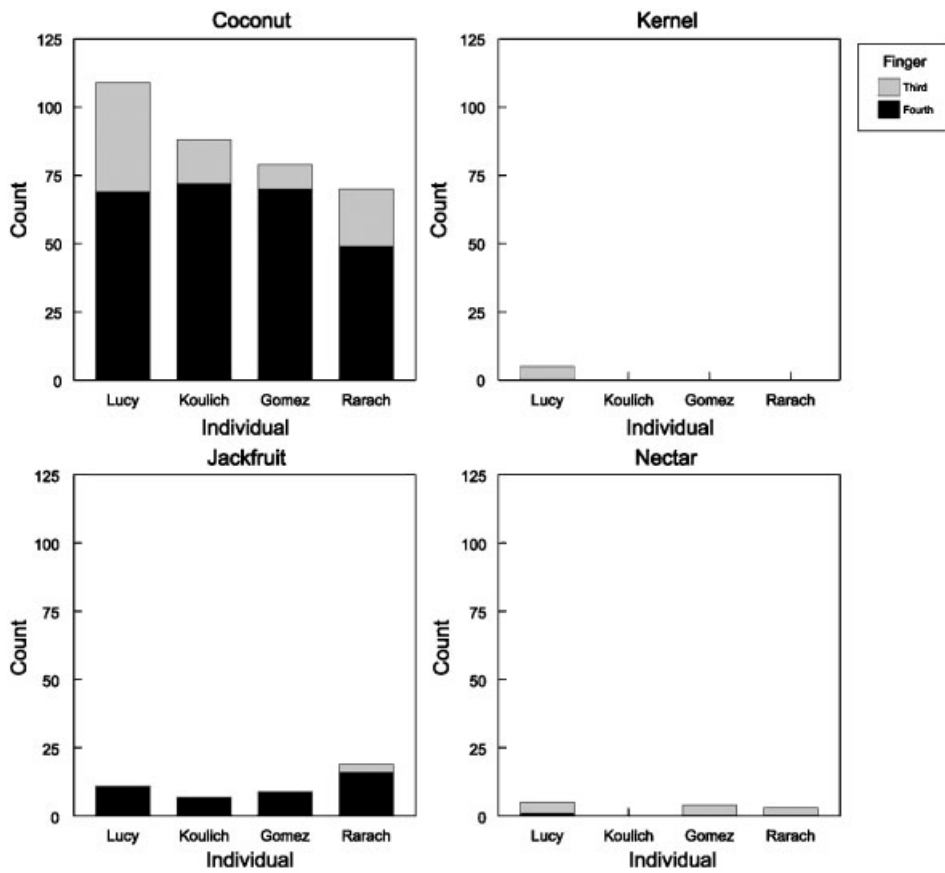 Coconut
125
100
75
50
25
0
Count
Lucy Koulich Gomez Rarach
Individual
Kernel
125
100
75
50
25
0
Count
Lucy Koulich Gomez Rarach
Individual
Finger
Third
Fourth
Jackfruit
125
100
75
50
25
0
Count
Lucy Koulich Gomez Rarach
Individual
Nectar
125
100
75
50
25
0
Count
Lucy Koulich Gomez Rarach
Individual